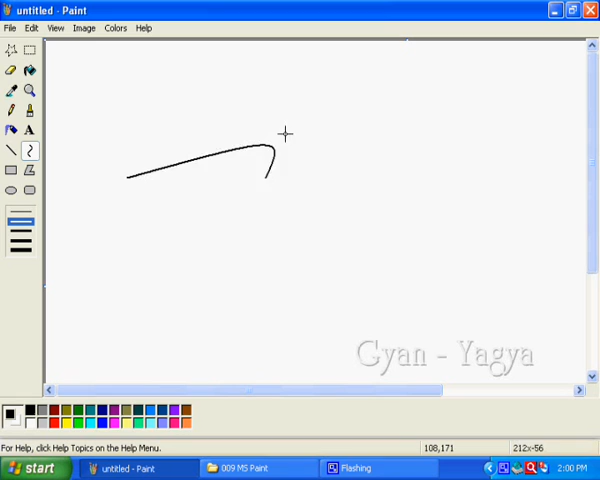 untitled - Paint
File Edit View Image Colors Help
A
Gyan - Yagya
For Help, click Help Topics on the Help Menu. 108,171 212x-56
start untitled - Paint 009 MS Paint Flashing 2:00 PM